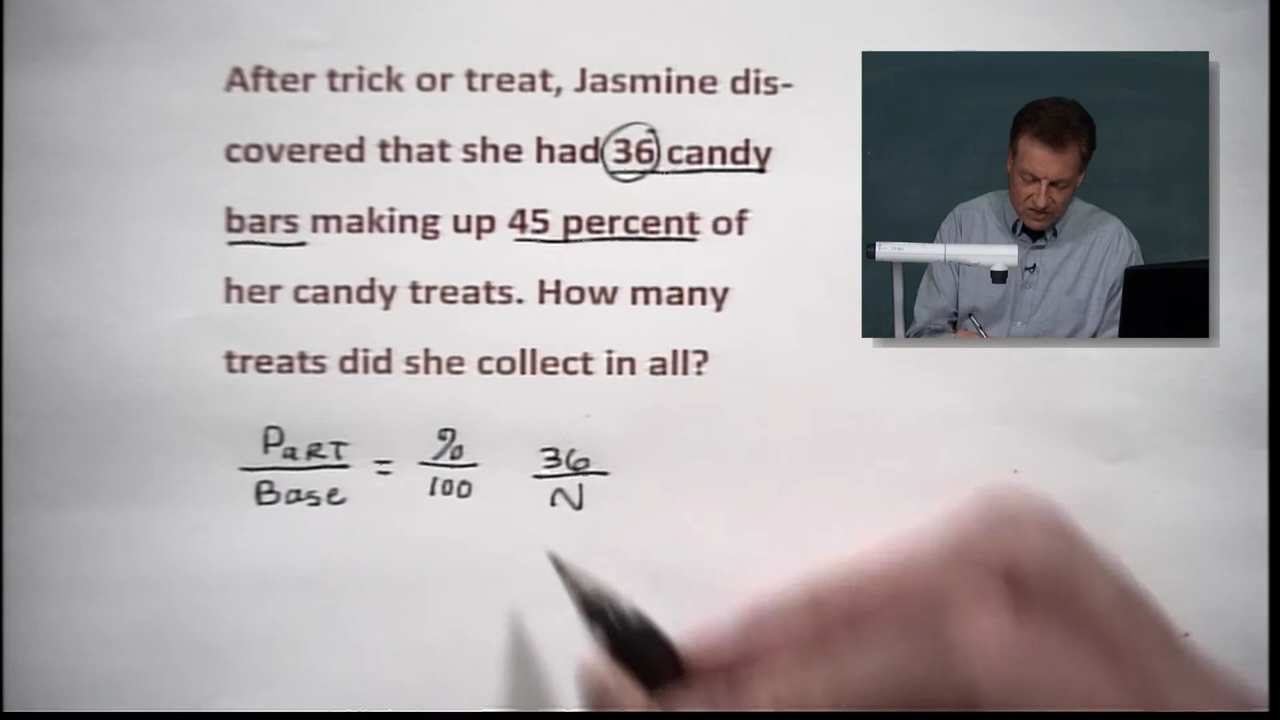 After trick or treat, Jasmine dis-
covered that she had 36 candy
bars making up 45 percent of
her candy treats. How many
treats did she collect in all?
PaRT = % 36
Base 100 N